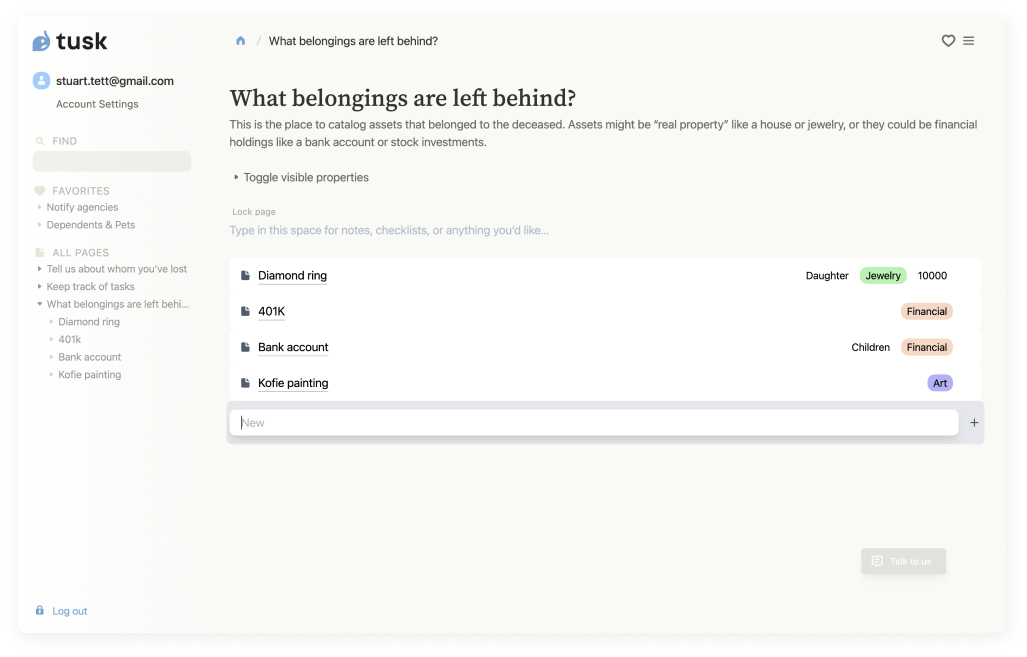 tusk
What belongings are left behind?
stuart.tett@gmail.com
Account Settings
FIND
FAVORITES
Notify agencies
Dependents & Pets
ALL PAGES
Tell us about whom you've lost
Keep track of tasks
What belongings are left behi...
Diamond ring
401k
Bank account
Kofie painting
Log out
What belongings are left behind?
This is the place to catalog assets that belonged to the deceased. Assets might be “real property” like a house or jewelry, or they could be financial
holdings like a bank account or stock investments.
Toggle visible properties
Lock page
Type in this space for notes, checklists, or anything you'd like...
Diamond ring Daughter Jewelry 10000
401K Financial
Bank account Children Financial
Kofie painting Art
New
Talk to us